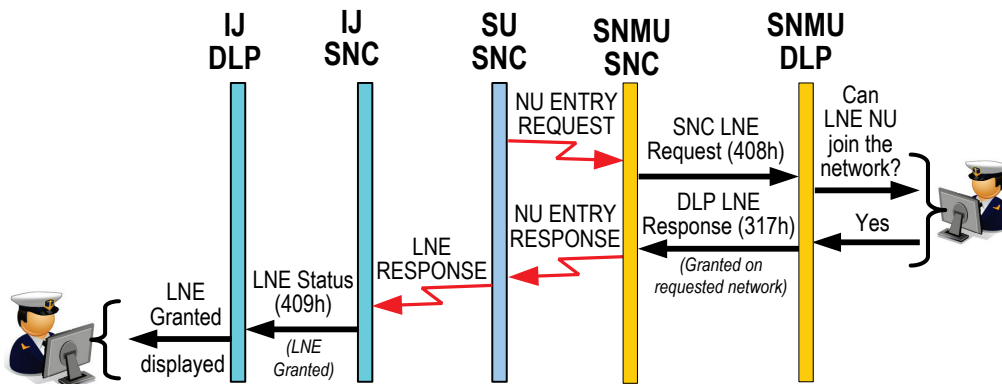 IJ
DLP
IJ
SNC
SU
SNC
SNMU
SNC
SNMU
DLP
NU ENTRY
REQUEST
SNC LNE
Request (408h)
Can
LNE NU
join the
network?
DLP LNE
Response (317h)
Yes
(Granted on
requested network)
NU ENTRY
RESPONSE
LNE
RESPONSE
LNE Status
(409h)
(LNE
Granted)
LNE
Granted
displayed